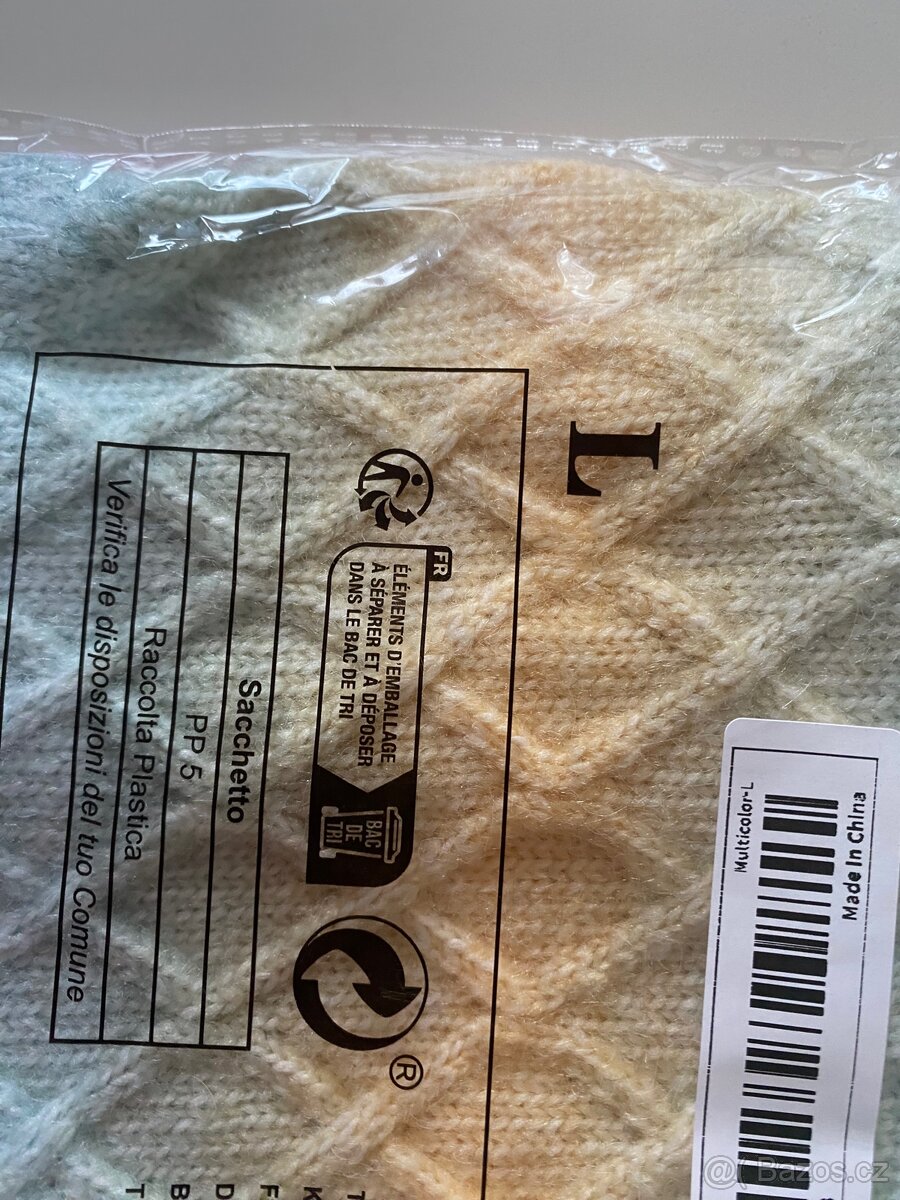 L
FR
ÉLÉMENTS D'EMBALLAGE
À SÉPARER ET À DÉPOSER
DANS LE BAC DE TRI
BAC
DE
TRI
®
Sacchetto
PP 5
Raccolta Plastica
Verifica le disposizioni del tuo Comune
Made in China
Multicolor-L
T
K
F
D
B
T
@( Bazos.cz